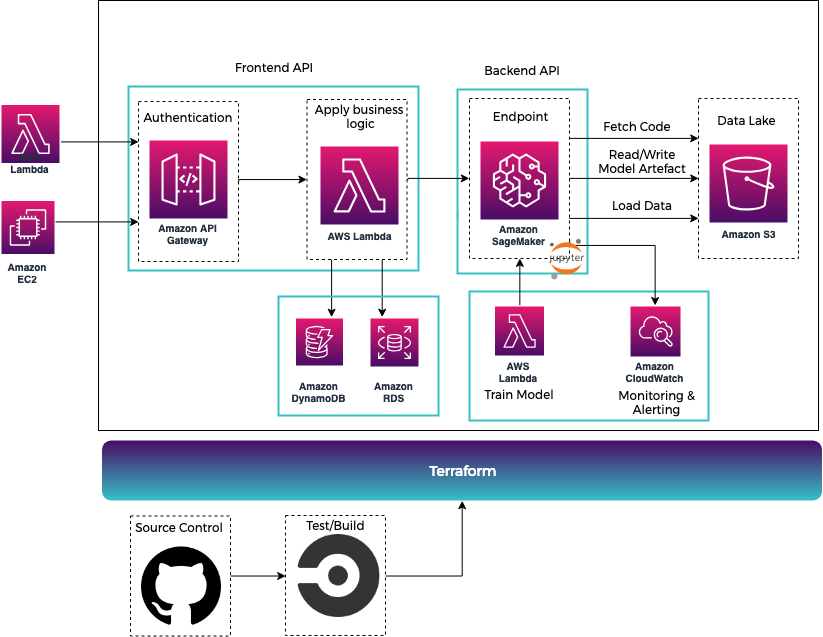 Frontend API
Backend API
Authentication
Apply business
logic
Endpoint
Data Lake
Fetch Code
Read/Write
Model Artefact
Load Data
Lambda
Amazon API
Gateway
AWS Lambda
Amazon
SageMaker
jupyter
Amazon S3
Amazon
EC2
Amazon
DynamoDB
Amazon
RDS
AWS
Lambda
Train Model
Amazon
CloudWatch
Monitoring &
Alerting
Terraform
Source Control
Test/Build